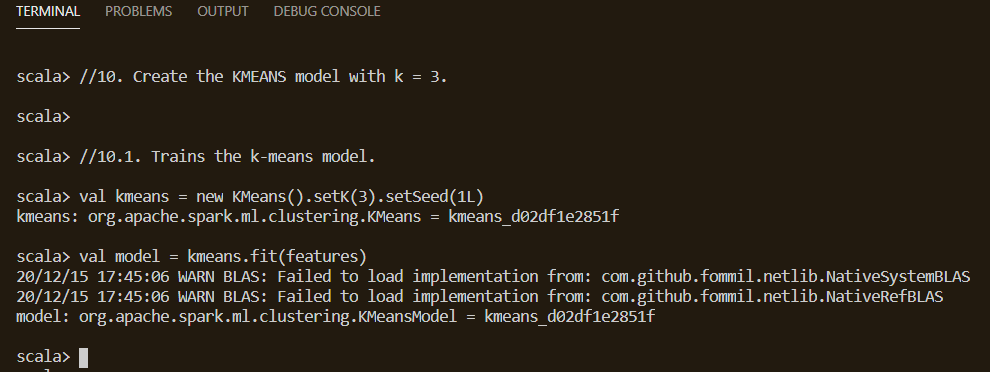 TERMINAL PROBLEMS OUTPUT DEBUG CONSOLE
scala> //10. Create the KMEANS model with k = 3.
scala>
scala> //10.1. Trains the k-means model.
scala> val kmeans = new KMeans().setK(3).setSeed(1L)
kmeans: org.apache.spark.ml.clustering.KMeans = kmeans_d02df1e2851f
scala> val model = kmeans.fit(features)
20/12/15 17:45:06 WARN BLAS: Failed to load implementation from: com.github.fommil.netlib.NativeSystemBLAS
20/12/15 17:45:06 WARN BLAS: Failed to load implementation from: com.github.fommil.netlib.NativeRefBLAS
model: org.apache.spark.ml.clustering.KMeansModel = kmeans_d02df1e2851f
scala>